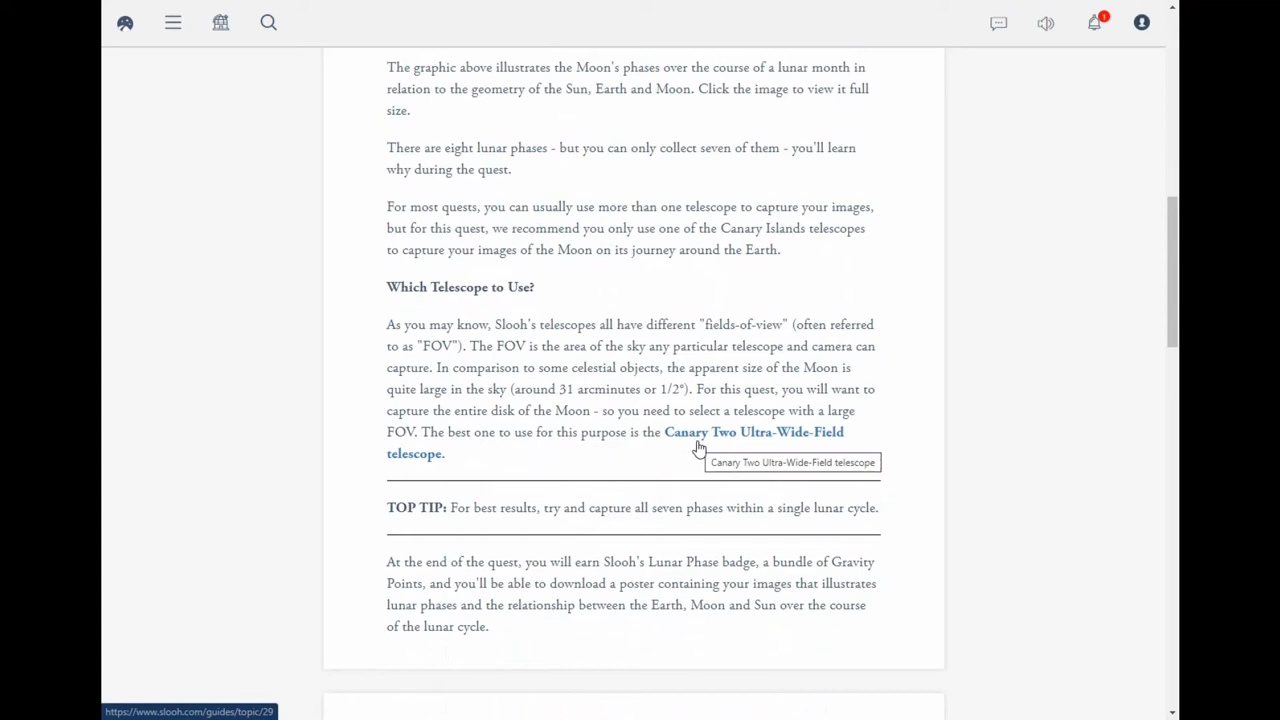 1
The graphic above illustrates the Moon's phases over the course of a lunar month in
relation to the geometry of the Sun, Earth and Moon. Click the image to view it full
size.
There are eight lunar phases - but you can only collect seven of them - you'll learn
why during the quest.
For most quests, you can usually use more than one telescope to capture your images,
but for this quest, we recommend you only use one of the Canary Islands telescopes
to capture your images of the Moon on its journey around the Earth.
Which Telescope to Use?
As you may know, Slooh's telescopes all have different "fields-of-view" (often referred
to as "FOV"). The FOV is the area of the sky any particular telescope and camera can
capture. In comparison to some celestial objects, the apparent size of the Moon is
quite large in the sky (around 31 arcminutes or 1/2°). For this quest, you will want to
capture the entire disk of the Moon - so you need to select a telescope with a large
FOV. The best one to use for this purpose is the Canary Two Ultra-Wide-Field
telescope.
Canary Two Ultra-Wide-Field telescope
TOP TIP: For best results, try and capture all seven phases within a single lunar cycle.
At the end of the quest, you will earn Slooh's Lunar Phase badge, a bundle of Gravity
Points, and you'll be able to download a poster containing your images that illustrates
lunar phases and the relationship between the Earth, Moon and Sun over the course
of the lunar cycle.
https://www.slooh.com/guides/topic/29